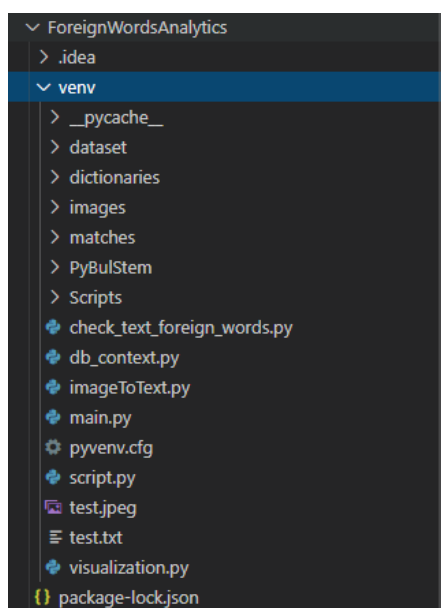 ForeignWordsAnalytics
.idea
venv
__pycache__
dataset
dictionaries
images
matches
PyBulStem
Scripts
check_text_foreign_words.py
db_context.py
imageToText.py
main.py
pyvenv.cfg
script.py
test.jpeg
test.txt
visualization.py
{} package-lock.json